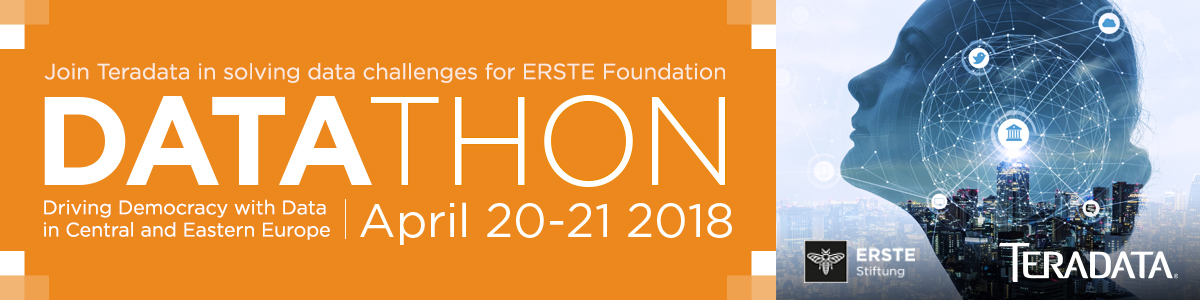 Join Teradata in solving data challenges for ERSTE Foundation
DATATHON
Driving Democracy with Data
in Central and Eastern Europe
April 20-21 2018
ERSTE
Stiftung
TERADATA®